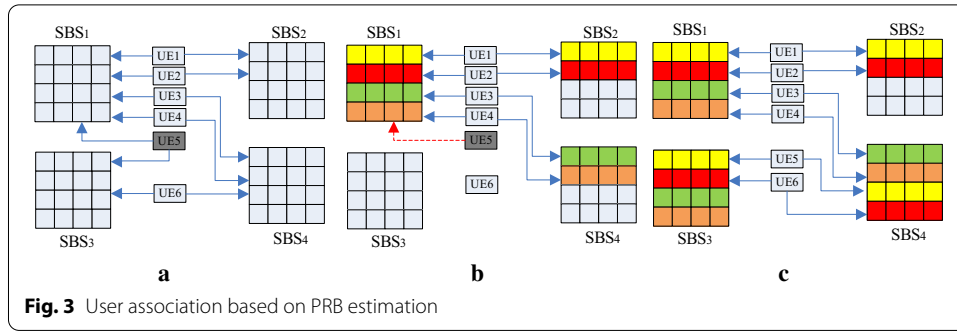 SBS1
SBS2
UE1
UE2
UE3
UE4
UE5
UE6
SBS3
SBS4
a
SBS1
SBS2
UE1
UE2
UE3
UE4
UE5
UE6
SBS3
SBS4
b
SBS2
SBS1
UE1
UE2
UE3
UE4
UE5
UE6
SBS3
SBS4
c
Fig. 3 User association based on PRB estimation